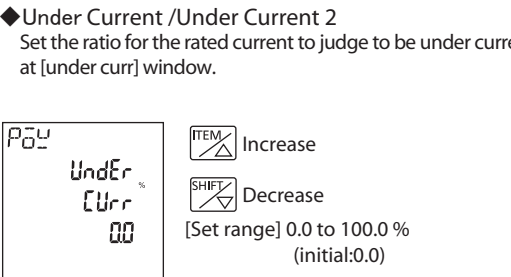 ◆Under Current /Under Current 2
Set the ratio for the rated current to judge to be under curre
at [under curr] window.
PōY
UndEr
%
CUrr
0.0
ITEM △ Increase
SHIFT ▽ Decrease
[Set range] 0.0 to 100.0 %
(initial:0.0)